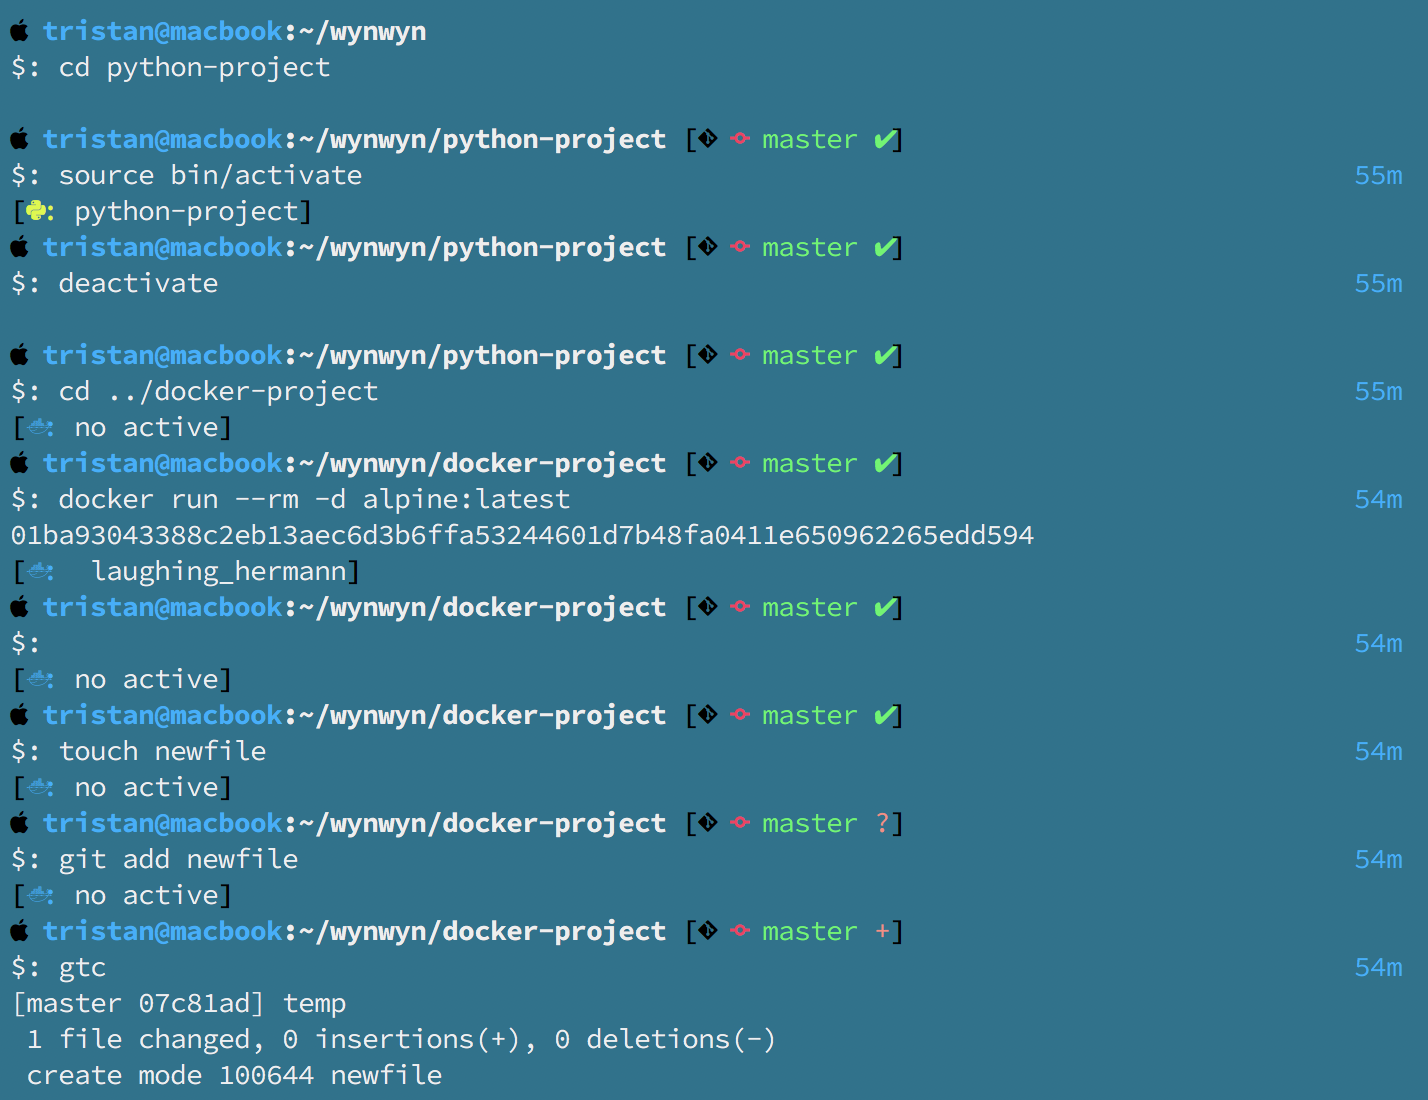 tristan@macbook:~/wynwyn
$: cd python-project
tristan@macbook:~/wynwyn/python-project [ master ✔]
$: source bin/activate 55m
[: python-project]
tristan@macbook:~/wynwyn/python-project [ master ✔]
$: deactivate 55m
tristan@macbook:~/wynwyn/python-project [ master ✔]
$: cd ../docker-project 55m
[: no active]
tristan@macbook:~/wynwyn/docker-project [ master ✔]
$: docker run --rm -d alpine:latest 54m
01ba93043388c2eb13aec6d3b6ffa53244601d7b48fa0411e650962265edd594
[: laughing_hermann]
tristan@macbook:~/wynwyn/docker-project [ master ✔]
$: 54m
[: no active]
tristan@macbook:~/wynwyn/docker-project [ master ✔]
$: touch newfile 54m
[: no active]
tristan@macbook:~/wynwyn/docker-project [ master ?]
$: git add newfile 54m
[: no active]
tristan@macbook:~/wynwyn/docker-project [ master +]
$: gtc 54m
[master 07c81ad] temp
1 file changed, 0 insertions(+), 0 deletions(-)
create mode 100644 newfile